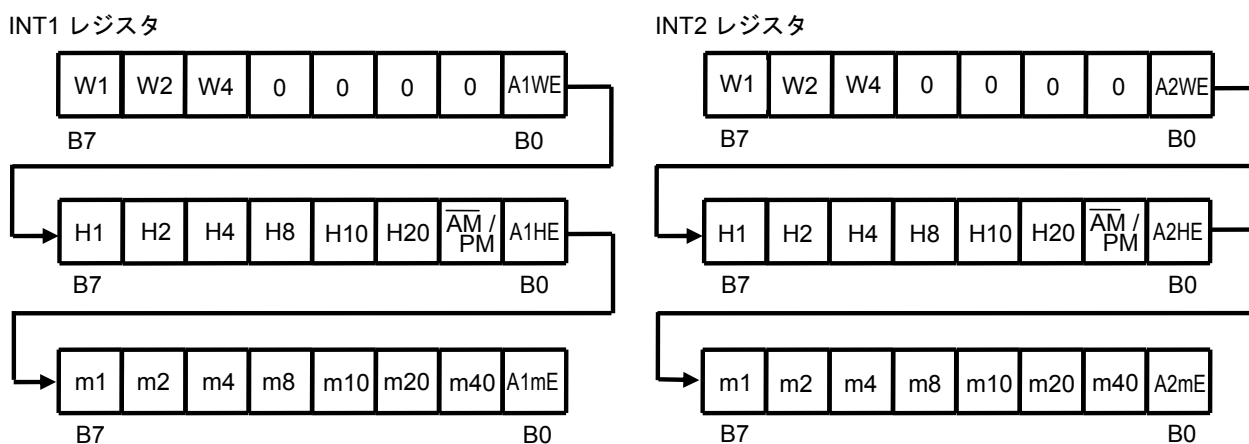 INT1 レジスタ
W1 W2 W4 0 0 0 0 A1WE
B7 B0
H1 H2 H4 H8 H10 H20 A̅M̅ / PM A1HE
B7 B0
m1 m2 m4 m8 m10 m20 m40 A1mE
B7 B0
INT2 レジスタ
W1 W2 W4 0 0 0 0 A2WE
B7 B0
H1 H2 H4 H8 H10 H20 A̅M̅ / PM A2HE
B7 B0
m1 m2 m4 m8 m10 m20 m40 A2mE
B7 B0